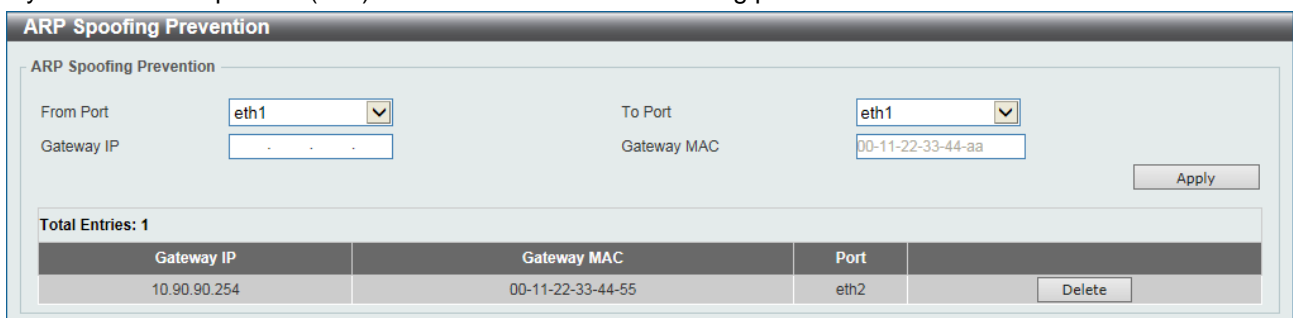 ARP Spoofing Prevention
ARP Spoofing Prevention
From Port eth1 To Port eth1
Gateway IP . . . Gateway MAC 00-11-22-33-44-aa
Apply
Total Entries: 1
Gateway IP Gateway MAC Port
10.90.90.254 00-11-22-33-44-55 eth2 Delete